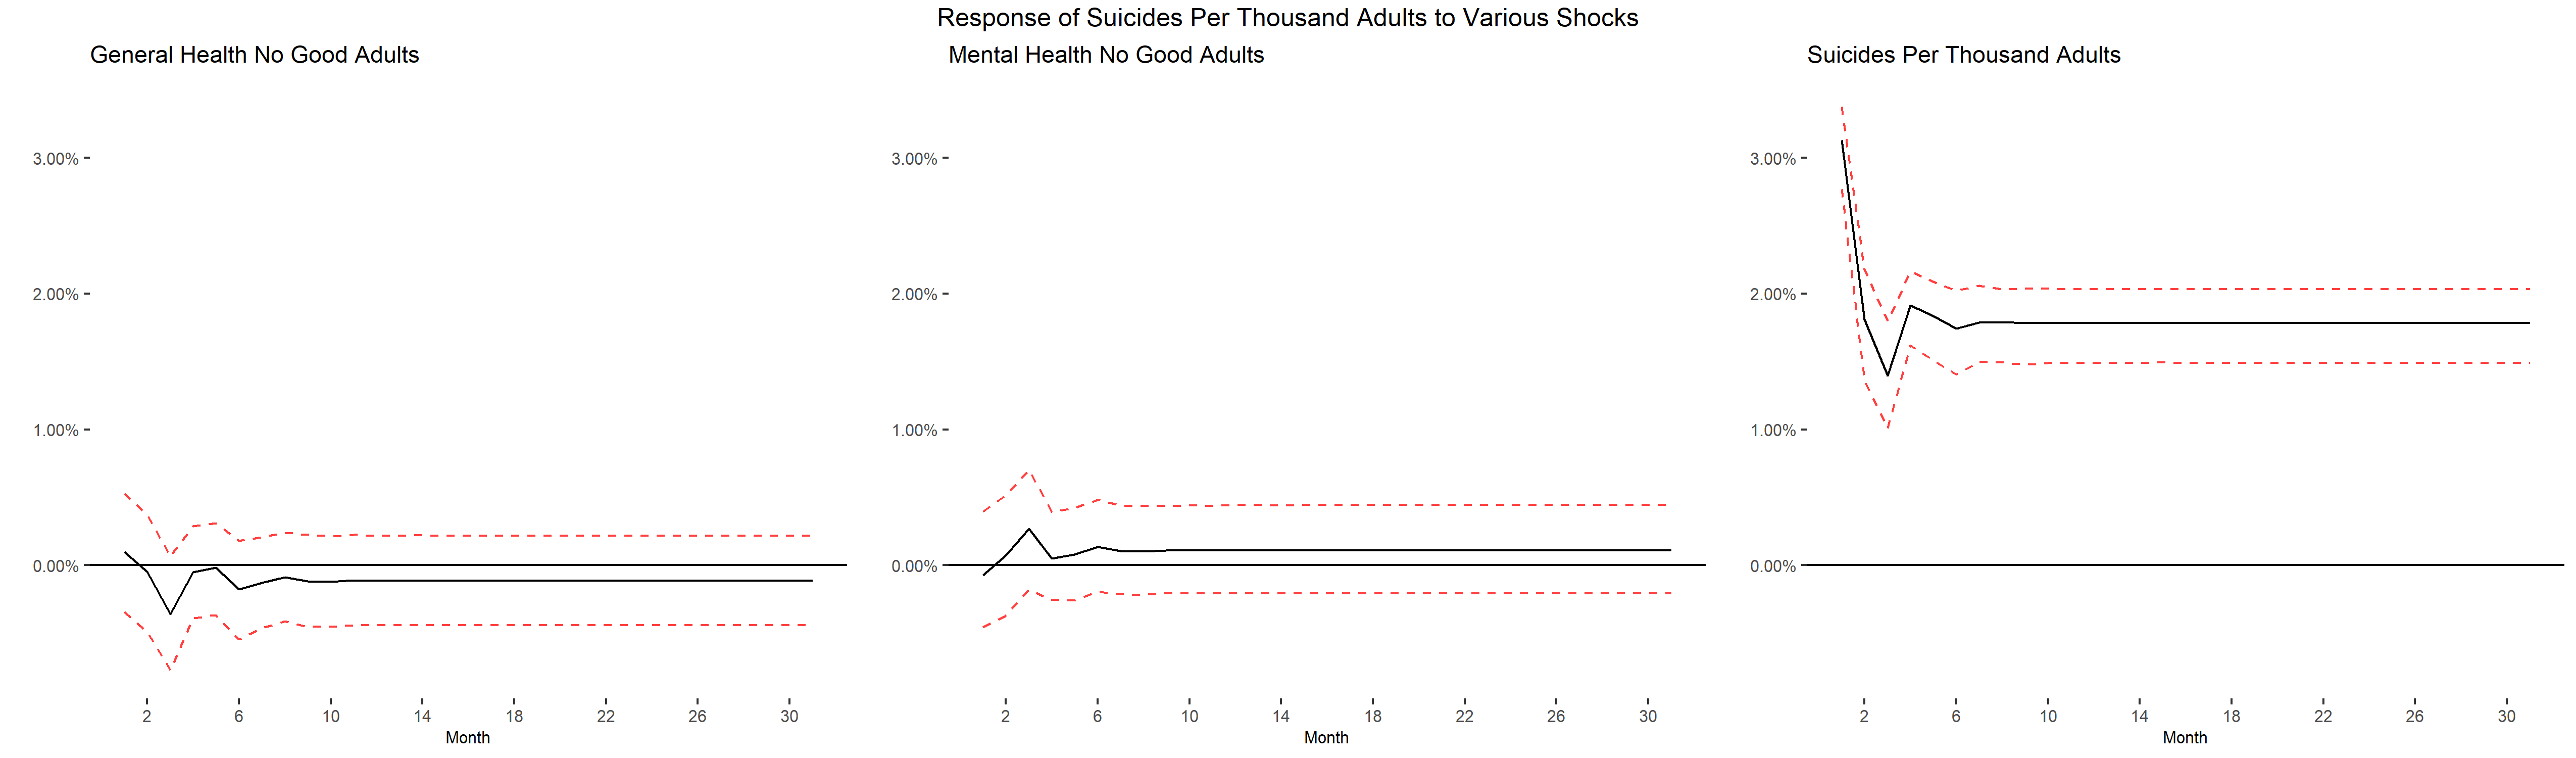 Response of Suicides Per Thousand Adults to Various Shocks
General Health No Good Adults
3.00%
2.00%
1.00%
0.00%
2 6 10 14 18 22 26 30
Month
Mental Health No Good Adults
3.00%
2.00%
1.00%
0.00%
2 6 10 14 18 22 26 30
Month
Suicides Per Thousand Adults
3.00%
2.00%
1.00%
0.00%
2 6 10 14 18 22 26 30
Month